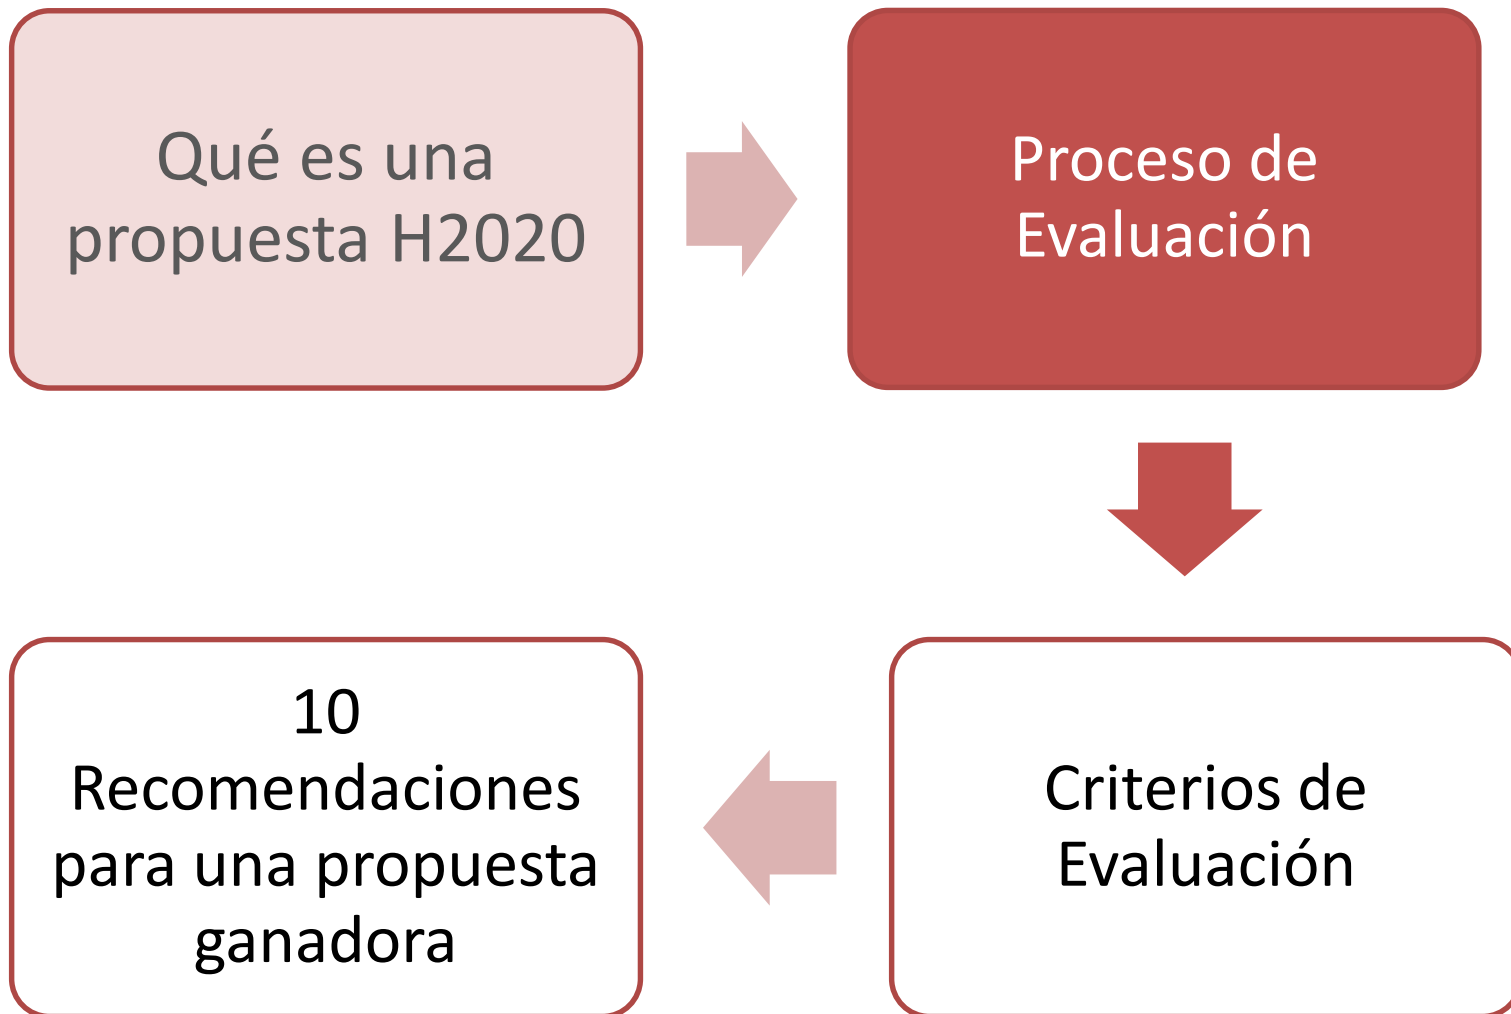 Qué es una
propuesta H2020
Proceso de
Evaluación
Criterios de
Evaluación
10
Recomendaciones
para una propuesta
ganadora